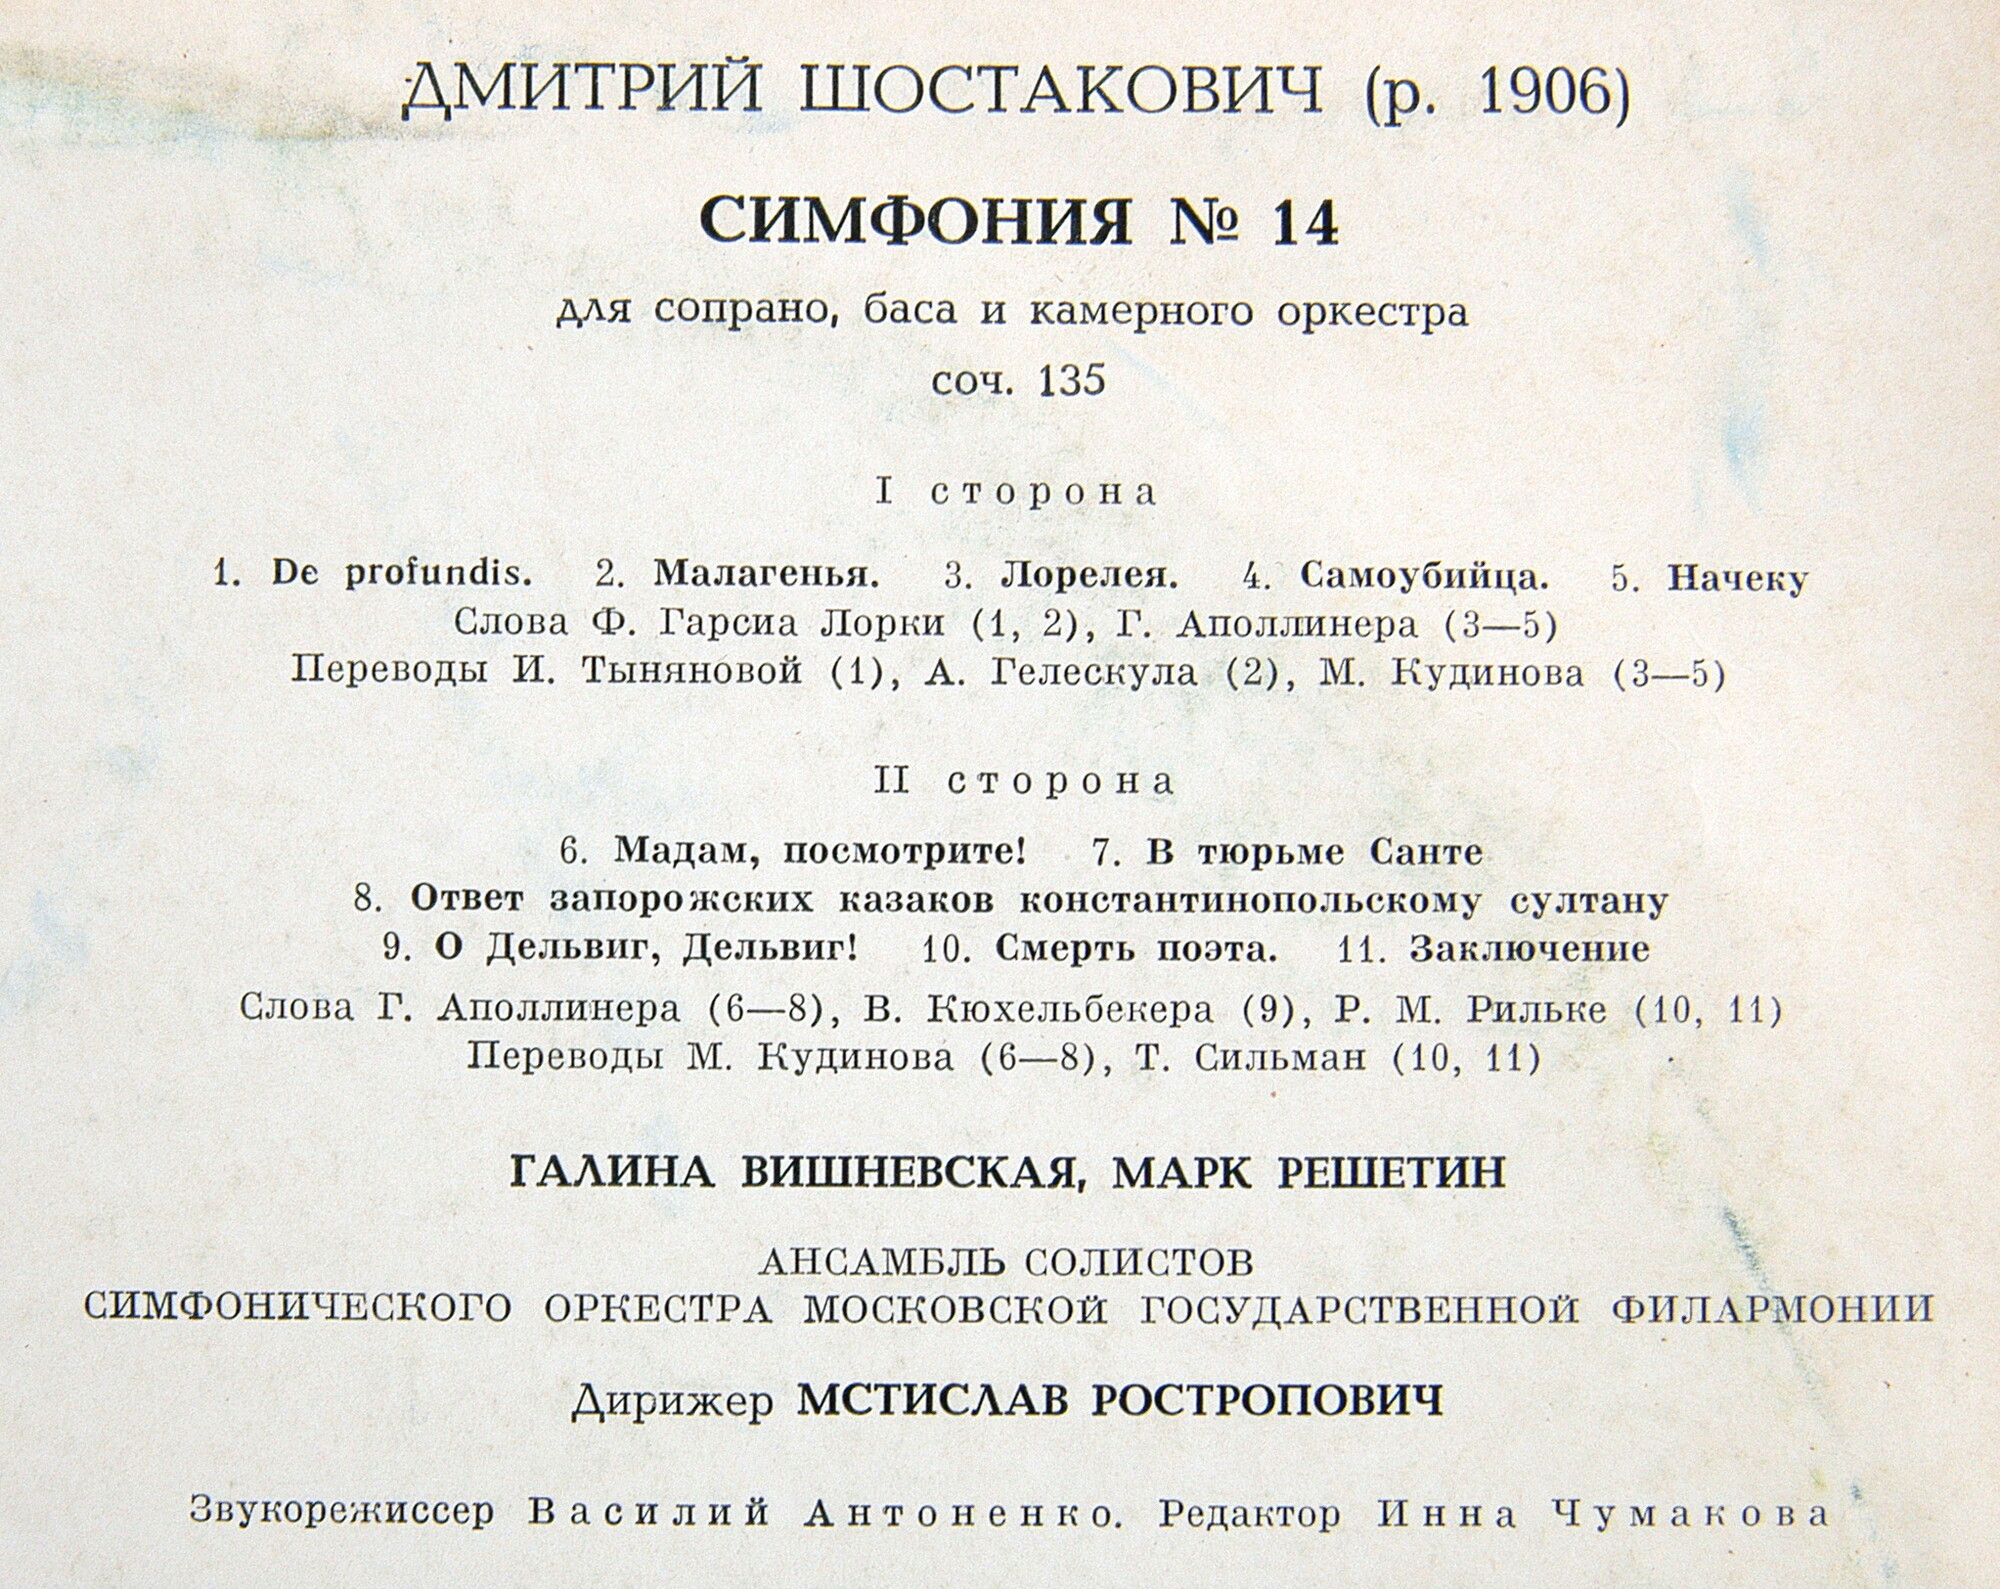 ДМИТРИЙ ШОСТАКОВИЧ (р. 1906)
СИМФОНИЯ № 14
для сопрано, баса и камерного оркестра
соч. 135
I сторона
1. De profundis. 2. Малагенья. 3. Лорелея. 4. Самоубийца. 5. Начеку
Слова Ф. Гарсиа Лорки (1, 2), Г. Аполлинера (3—5)
Переводы И. Тыняновой (1), А. Гелескула (2), М. Кудинова (3—5)
II сторона
6. Мадам, посмотрите! 7. В тюрьме Санте
8. Ответ запорожских казаков константинопольскому султану
9. О Дельвиг, Дельвиг! 10. Смерть поэта. 11. Заключение
Слова Г. Аполлинера (6—8), В. Кюхельбекера (9), Р. М. Рильке (10, 11)
Переводы М. Кудинова (6—8), Т. Сильман (10, 11)
ГАЛИНА ВИШНЕВСКАЯ, МАРК РЕШЕТИН
АНСАМБЛЬ СОЛИСТОВ
СИМФОНИЧЕСКОГО ОРКЕСТРА МОСКОВСКОЙ ГОСУДАРСТВЕННОЙ ФИЛАРМОНИИ
Дирижер МСТИСЛАВ РОСТРОПОВИЧ
Звукорежиссер Василий Антоненко. Редактор Инна Чумакова